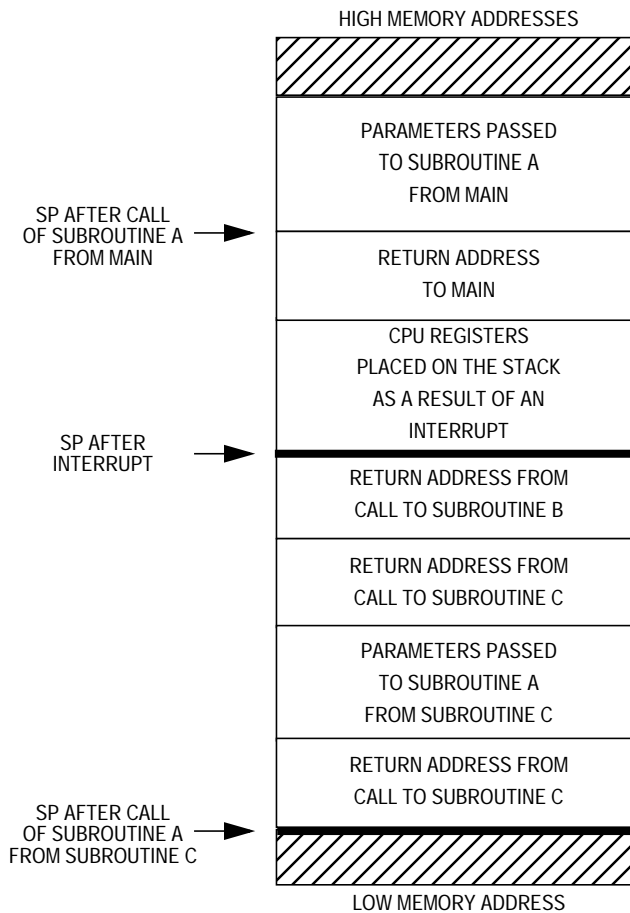 HIGH MEMORY ADDRESSES
PARAMETERS PASSED
TO SUBROUTINE A
FROM MAIN
SP AFTER CALL
OF SUBROUTINE A
FROM MAIN
RETURN ADDRESS
TO MAIN
CPU REGISTERS
PLACED ON THE STACK
AS A RESULT OF AN
INTERRUPT
SP AFTER
INTERRUPT
RETURN ADDRESS FROM
CALL TO SUBROUTINE B
RETURN ADDRESS FROM
CALL TO SUBROUTINE C
PARAMETERS PASSED
TO SUBROUTINE A
FROM SUBROUTINE C
RETURN ADDRESS FROM
CALL TO SUBROUTINE C
SP AFTER CALL
OF SUBROUTINE A
FROM SUBROUTINE C
LOW MEMORY ADDRESS